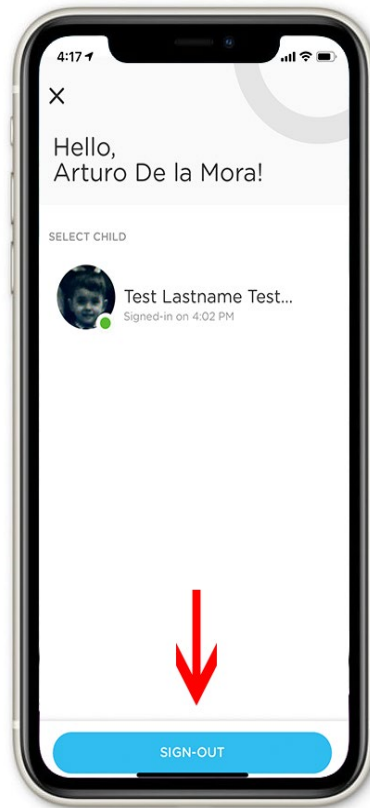 4:17
Hello,
Arturo De la Mora!
SELECT CHILD
Test Lastname Test...
Signed-in on 4:02 PM
SIGN-OUT